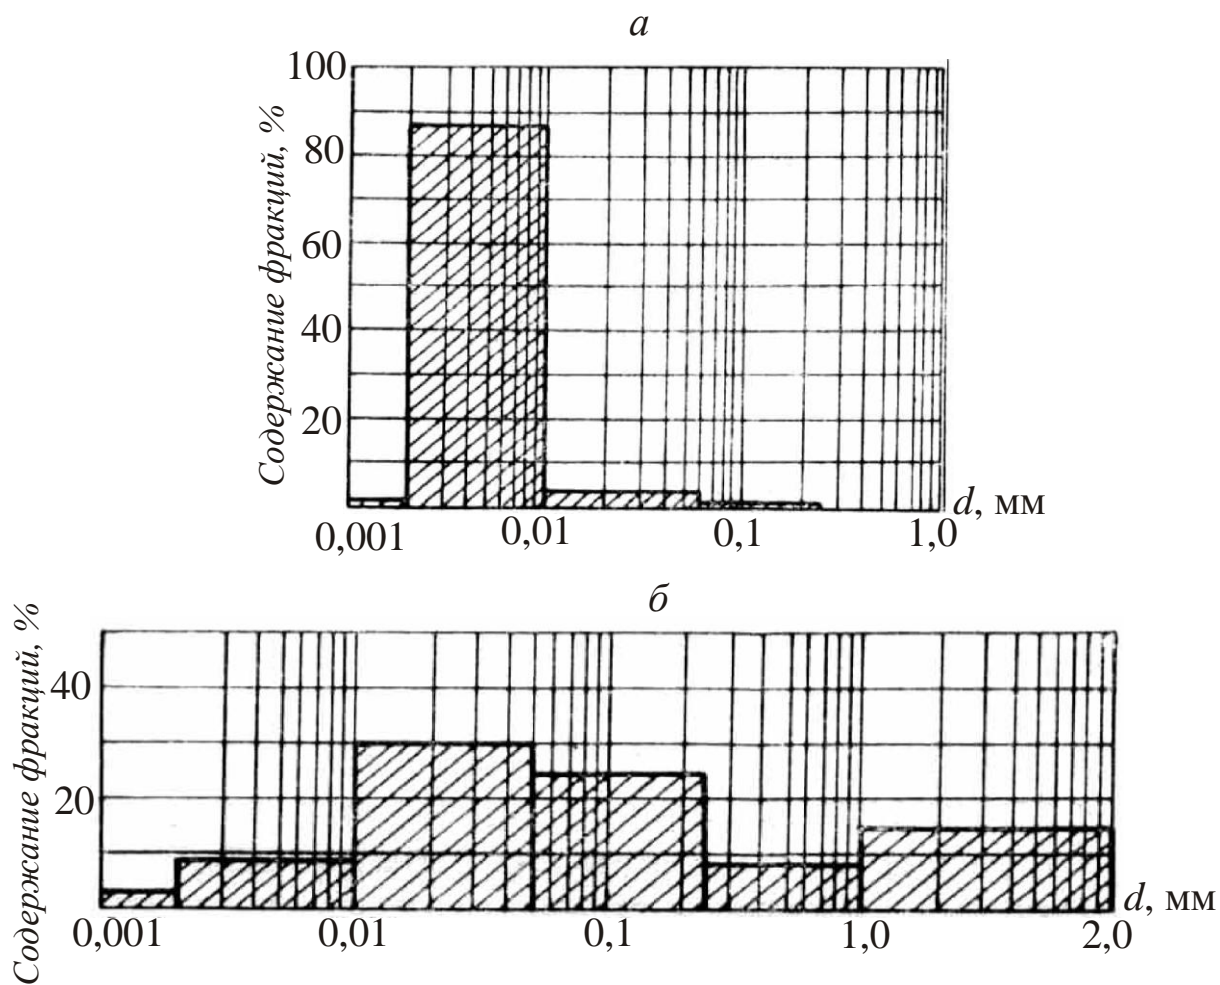 а
Содержание фракций, %
100
80
60
40
20
0,001
0,01
0,1
1,0
d, мм
б
Содержание фракций, %
40
20
0,001
0,01
0,1
1,0
2,0
d, мм